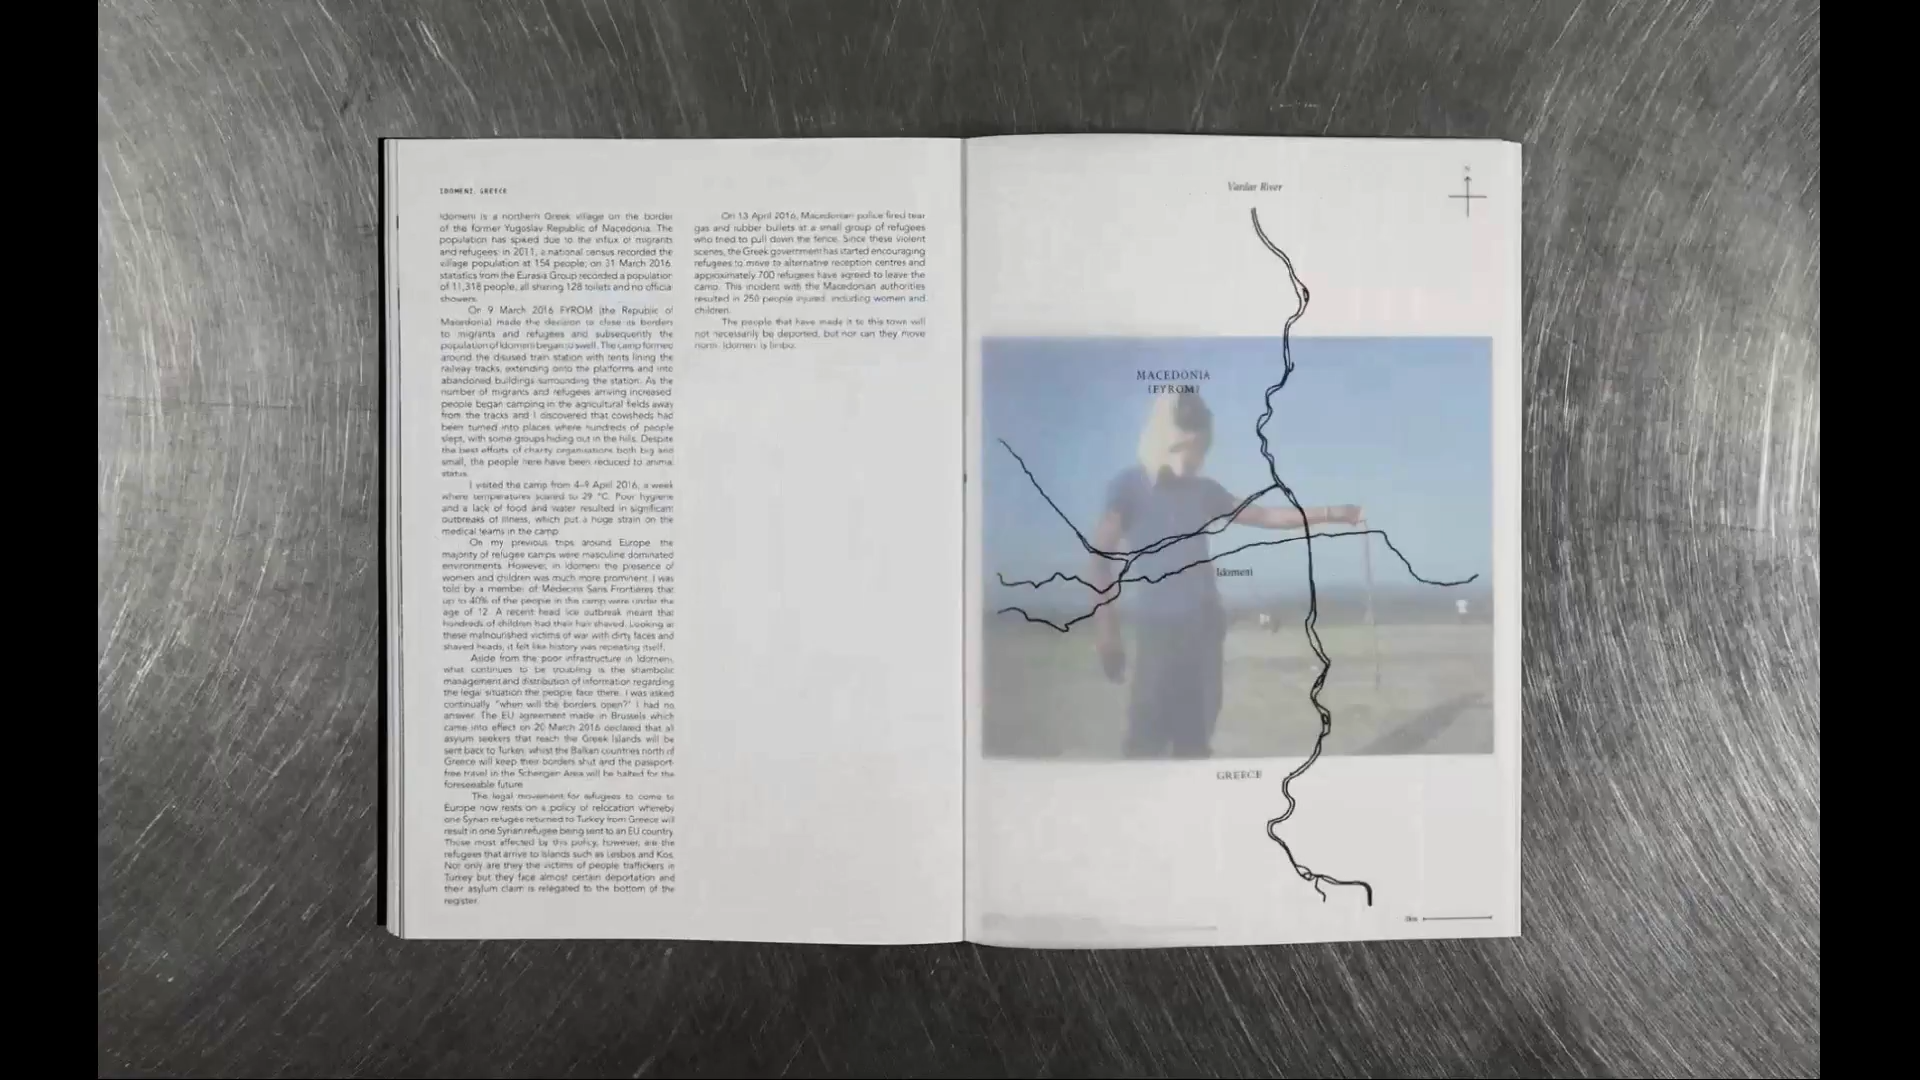 IDOMENI, GREECE
Idomeni is a northern Greek village on the border
of the former Yugoslav Republic of Macedonia. The
population has spiked due to the influx of migrants
and refugees: in 2011, a national census recorded the
village population at 154 people; on 31 March 2016
statistics from the Eurasia Group recorded a population
of 11,318 people, all sharing 128 toilets and no official
showers.
On 9 March 2016 FYROM (the Republic of
Macedonia) made the decision to close its borders
to migrants and refugees and subsequently the
population of Idomeni began to swell. The camp formed
around the disused train station with tents lining the
railway tracks, extending onto the platforms and into
abandoned buildings surrounding the station. As the
number of migrants and refugees arriving increased,
people began camping in the agricultural fields away
from the tracks and I discovered that cowsheds had
been turned into places where hundreds of people
slept, with some groups hiding out in the hills. Despite
the best efforts of charity organisations both big and
small, the people here have been reduced to animal
status.
I visited the camp from 4–9 April 2016, a week
where temperatures soared to 29 °C. Poor hygiene
and a lack of food and water resulted in significant
outbreaks of illness, which put a huge strain on the
medical teams in the camp.
On my previous trips around Europe the
majority of refugee camps were masculine dominated
environments. However, in Idomeni the presence of
women and children was much more prominent. I was
told by a member of Médecins Sans Frontières that
up to 40% of the people in the camp were under the
age of 12. A recent head lice outbreak meant that
hundreds of children had their hair shaved. Looking at
these malnourished victims of war with dirty faces and
shaved heads, it felt like history was repeating itself.
Aside from the poor infrastructure in Idomeni,
what continues to be troubling is the shambolic
management and distribution of information regarding
the legal situation the people face there. I was asked
continually "when will the borders open?" I had no
answer. The EU agreement made in Brussels which
came into effect on 20 March 2016 declared that all
asylum seekers that reach the Greek Islands will be
sent back to Turkey, whilst the Balkan countries north of
Greece will keep their borders shut and the passport-
free travel in the Schengen Area will be halted for the
foreseeable future.
The legal movement for refugees to come to
Europe now rests on a policy of relocation whereby
one Syrian refugee returned to Turkey from Greece will
result in one Syrian refugee being sent to an EU country.
Those most affected by this policy, however, are the
refugees that arrive to islands such as Lesbos and Kos.
Not only are they the victims of people traffickers in
Turkey but they face almost certain deportation and
their asylum claim is relegated to the bottom of the
register.
On 13 April 2016, Macedonian police fired tear
gas and rubber bullets at a small group of refugees
who tried to pull down the fence. Since these violent
scenes, the Greek government has started encouraging
refugees to move to alternative reception centres and
approximately 700 refugees have agreed to leave the
camp. This incident with the Macedonian authorities
resulted in 250 people injured, including women and
children.
The people that have made it to this town will
not necessarily be deported, but nor can they move
north. Idomeni is limbo.
Vardar River
N
MACEDONIA
(FYROM)
Idomeni
GREECE